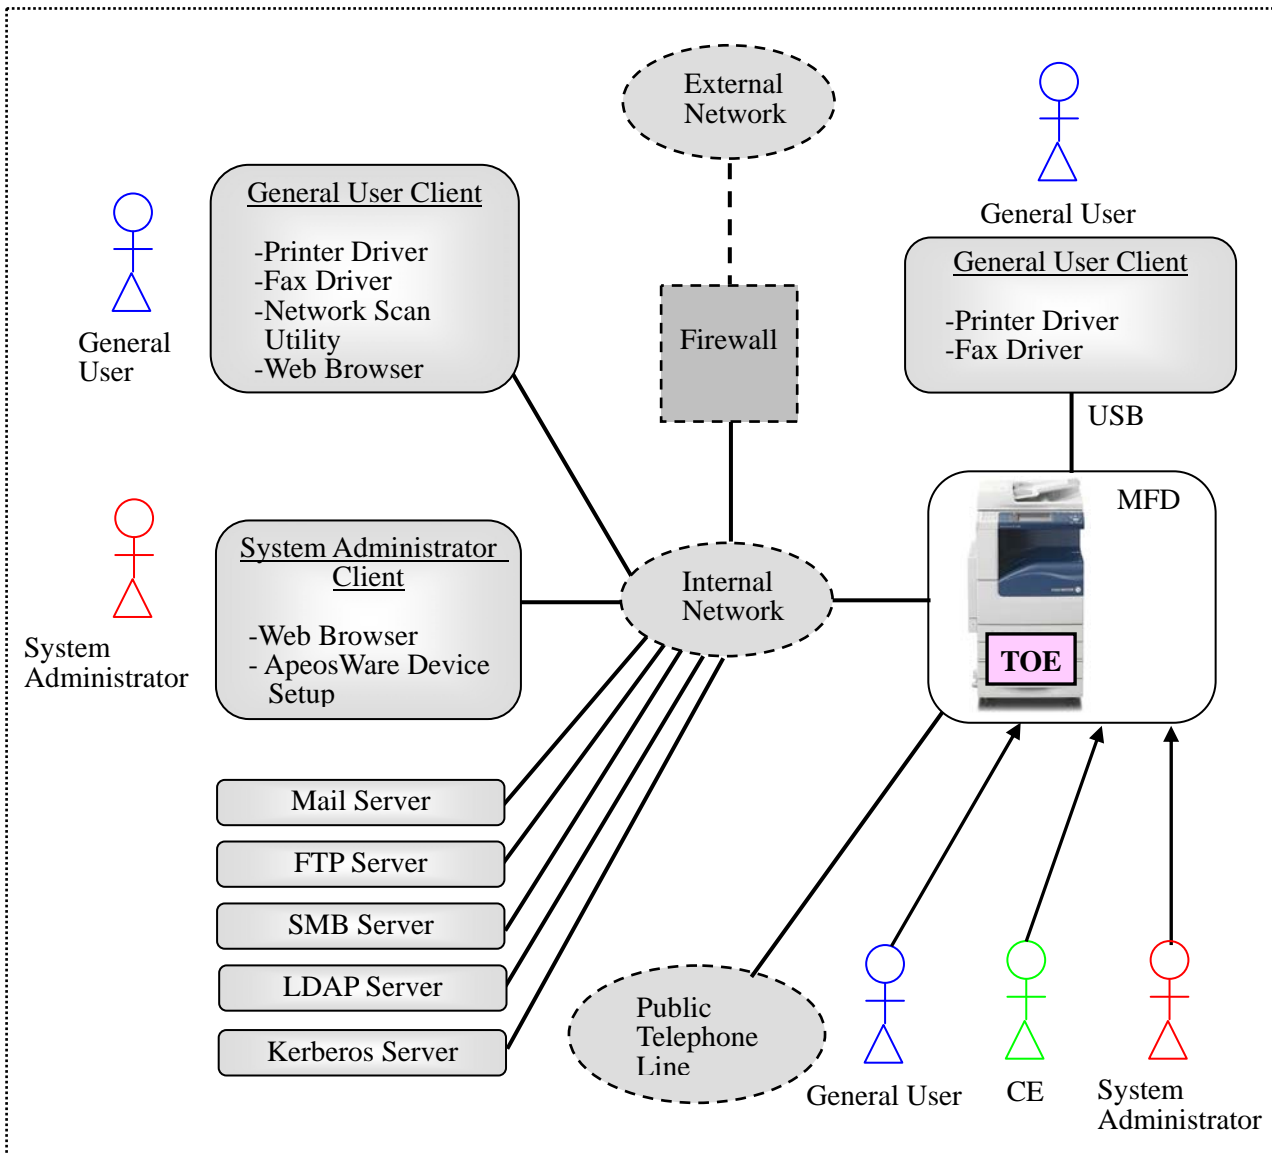 External
Network
General User
General User Client
-Printer Driver
-Fax Driver
-Network Scan
Utility
-Web Browser
General
User
General User Client
-Printer Driver
-Fax Driver
Firewall
USB
MFD
TOE
System Administrator
Client
-Web Browser
- ApeosWare Device
Setup
System
Administrator
Internal
Network
Mail Server
FTP Server
SMB Server
LDAP Server
Kerberos Server
Public
Telephone
Line
General User
CE
System
Administrator